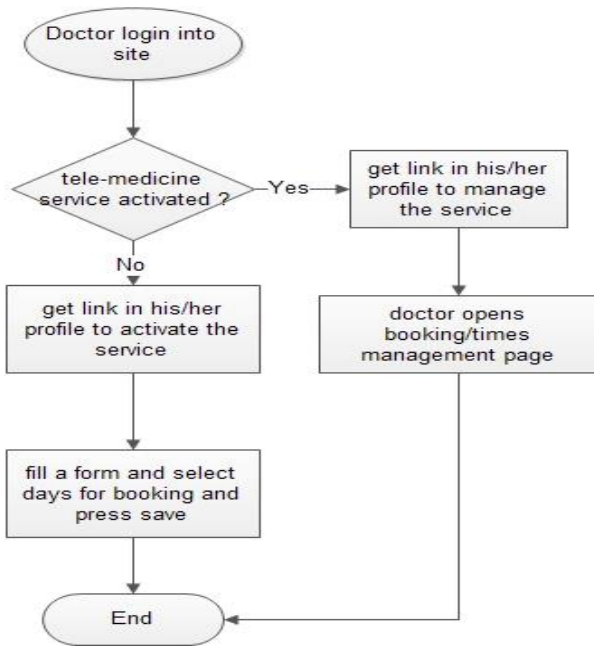 Doctor login into
site
tele-medicine
service activated ?
Yes
get link in his/her
profile to manage
the service
No
get link in his/her
profile to activate the
service
doctor opens
booking/times
management page
fill a form and select
days for booking and
press save
End